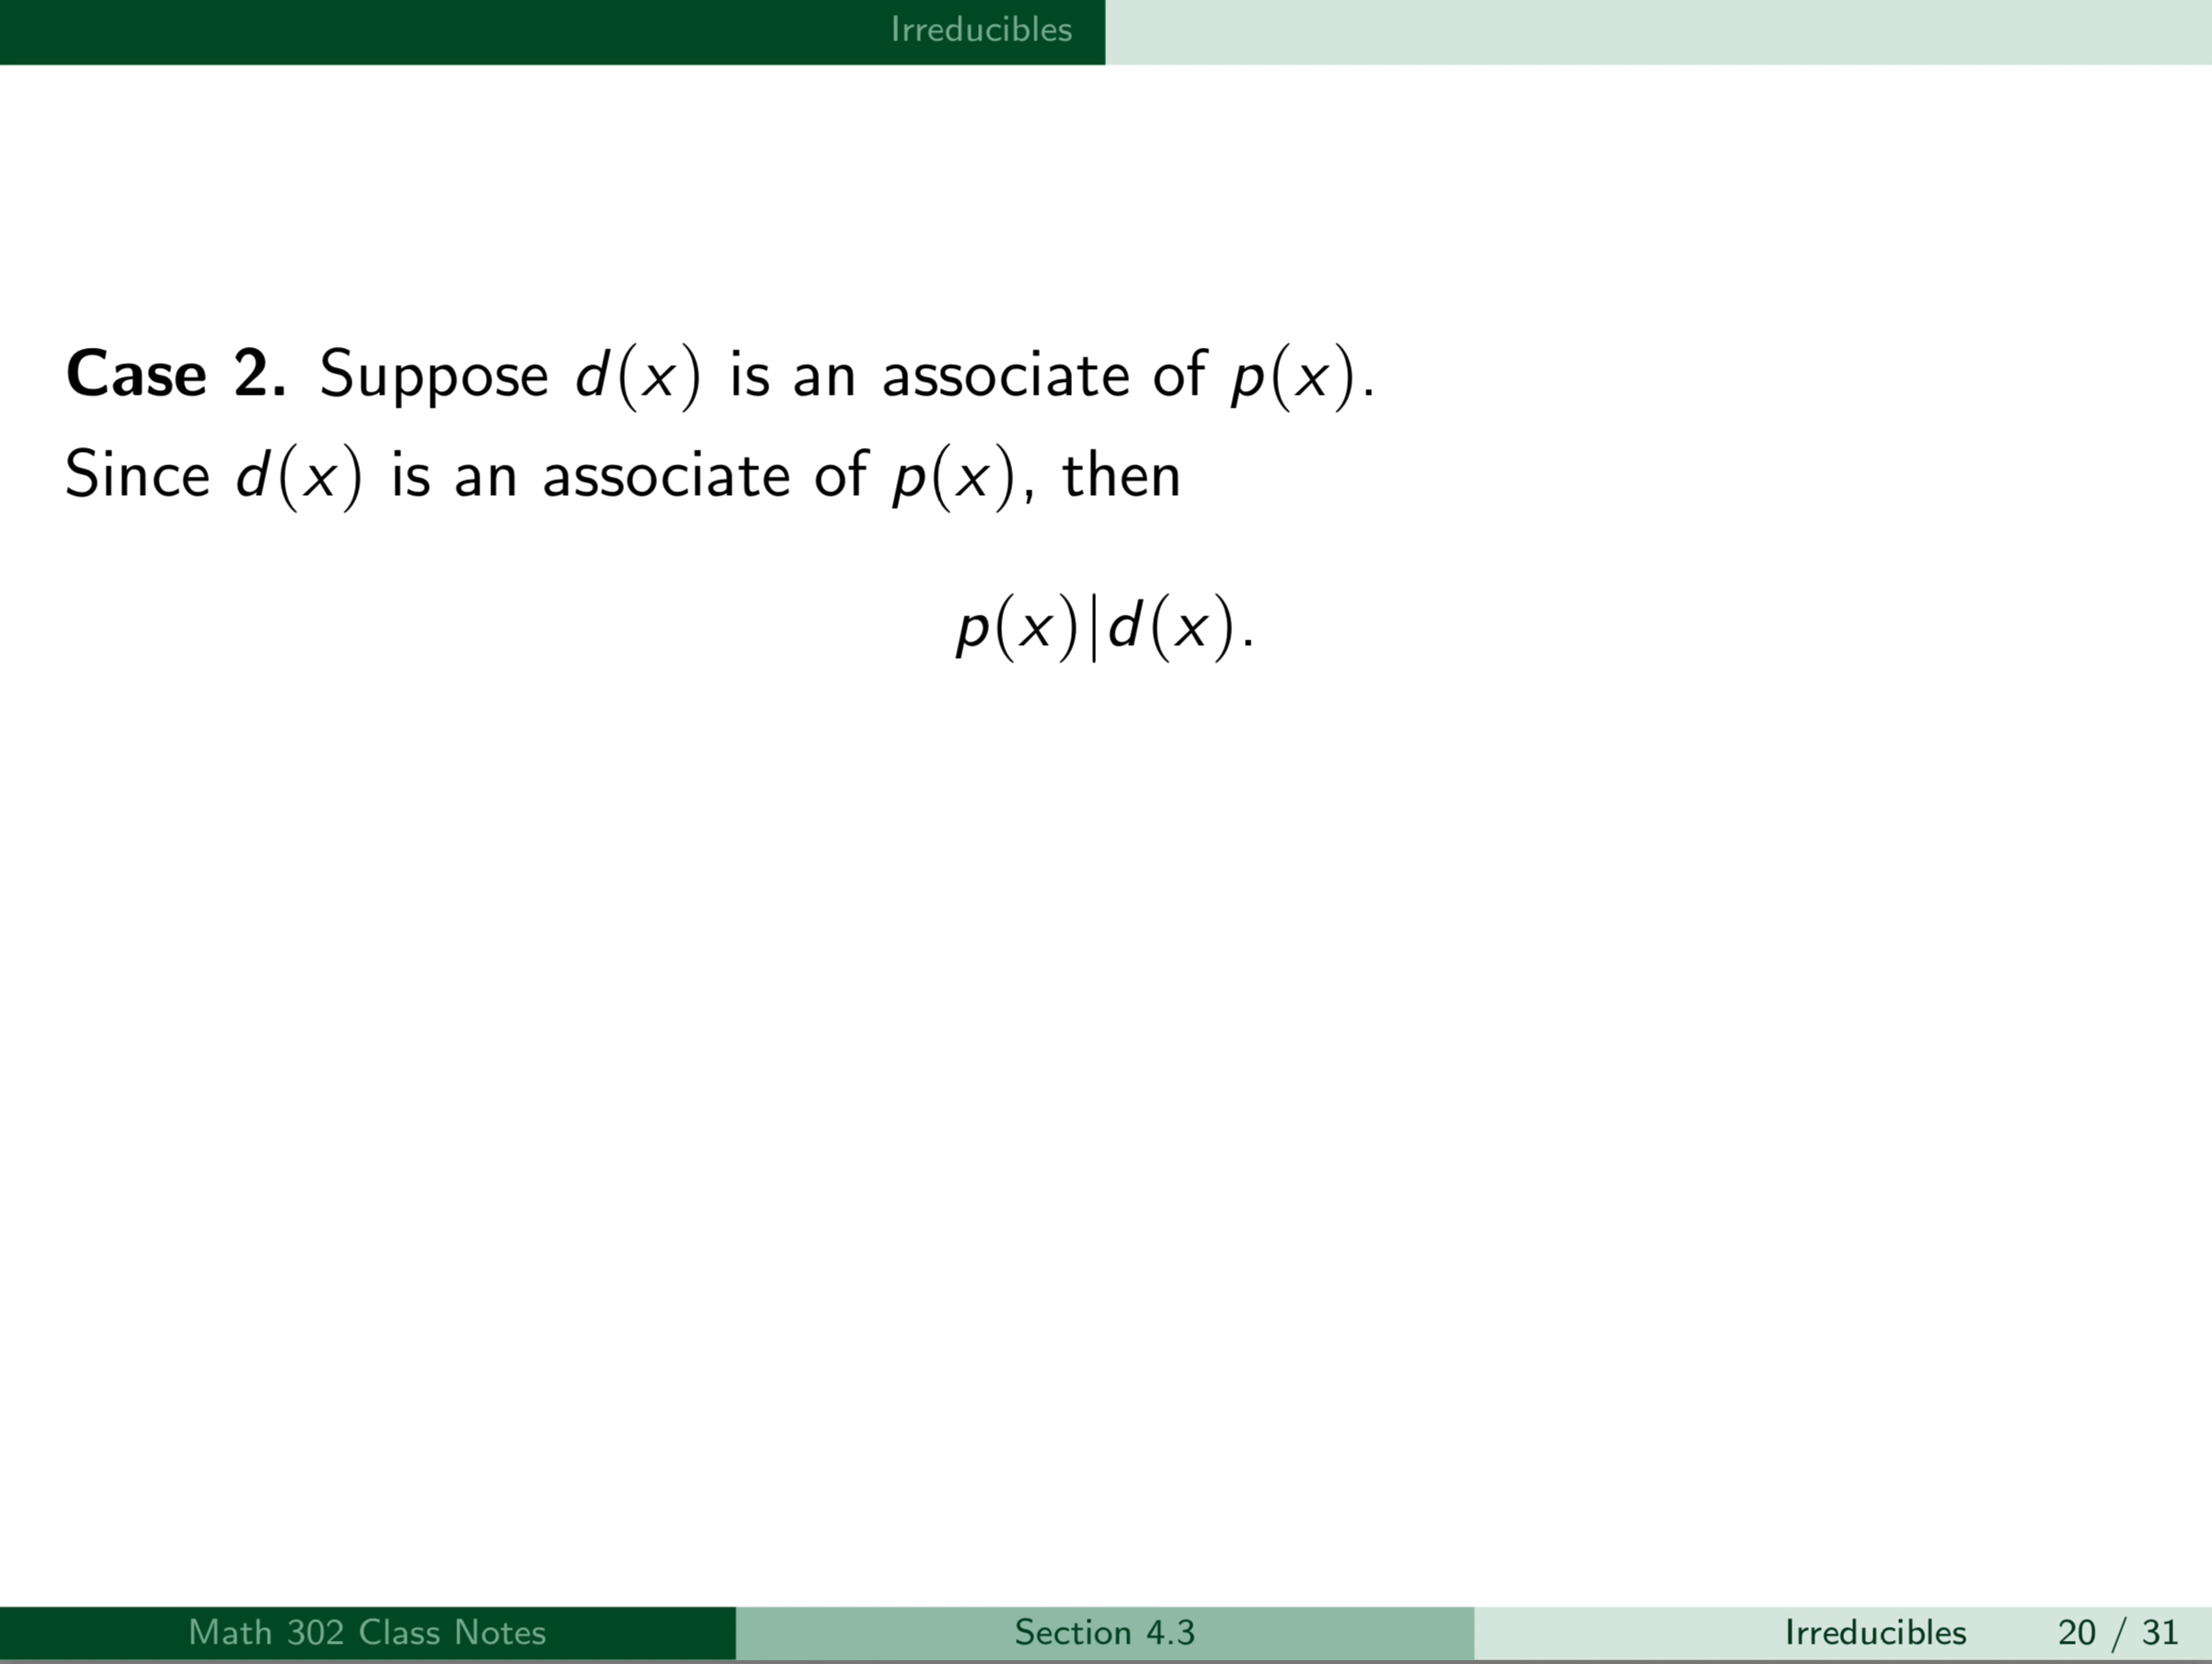 Irreducibles
Case 2. Suppose d(x) is an associate of p(x).
Since d(x) is an associate of p(x), then
p(x)|d(x).
Math 302 Class Notes Section 4.3 Irreducibles 20 / 31